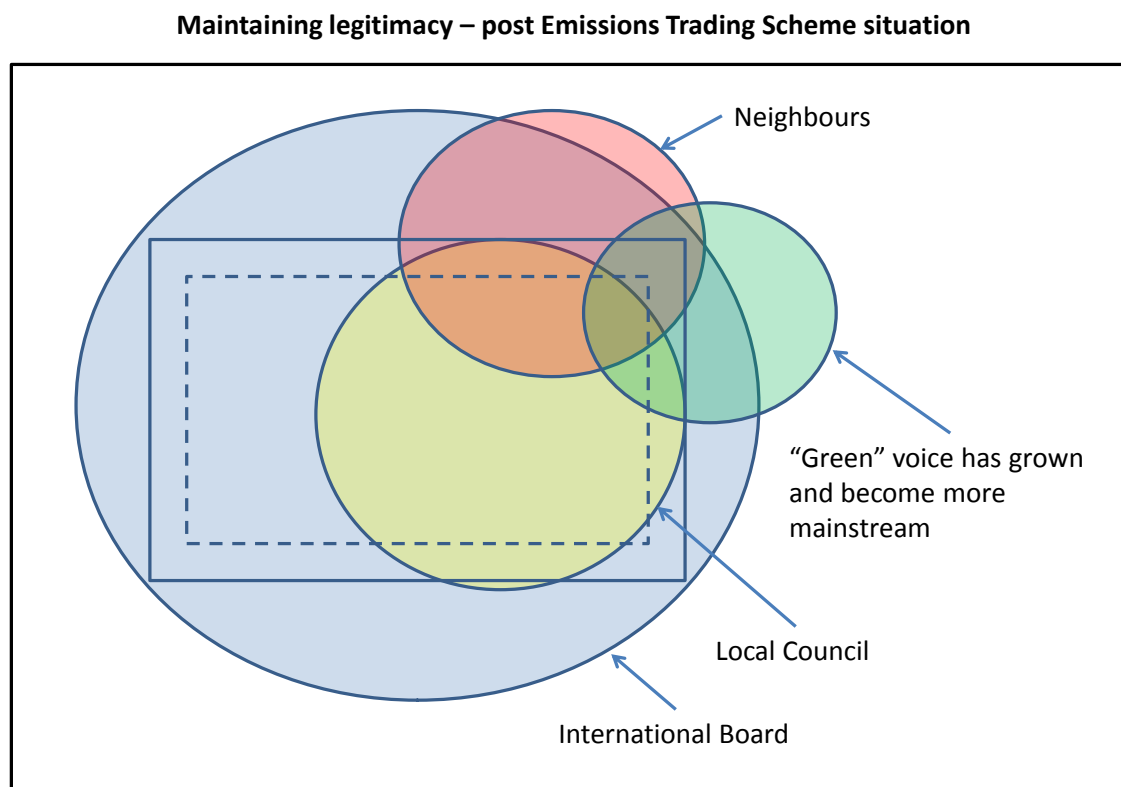 Maintaining legitimacy – post Emissions Trading Scheme situation
Neighbours
“Green” voice has grown
and become more
mainstream
Local Council
International Board